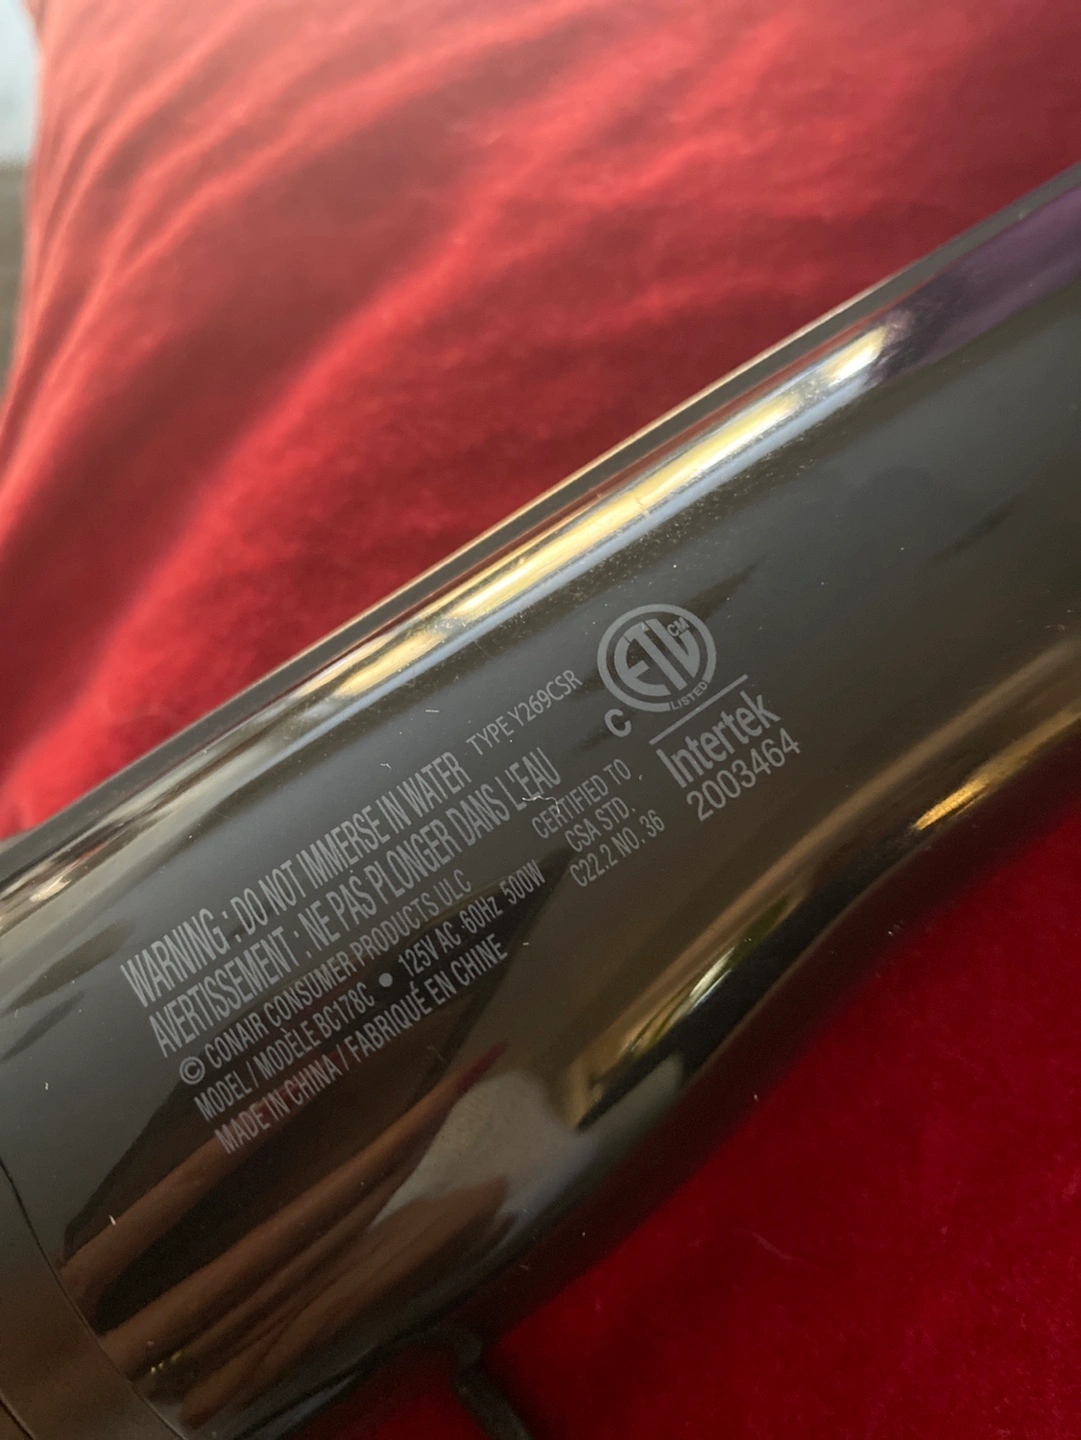 WARNING : DO NOT IMMERSE IN WATER TYPE Y269CSR
AVERTISSEMENT : NE PAS PLONGER DANS L'EAU
© CONAIR CONSUMER PRODUCTS ULC
MODEL / MODÈLE BC178C • 125V AC 60Hz 500W
MADE IN CHINA / FABRIQUÉ EN CHINE
CERTIFIED TO
CSA STD.
C22.2 NO. 36
C
ETL
CM
LISTED
Intertek
2003464